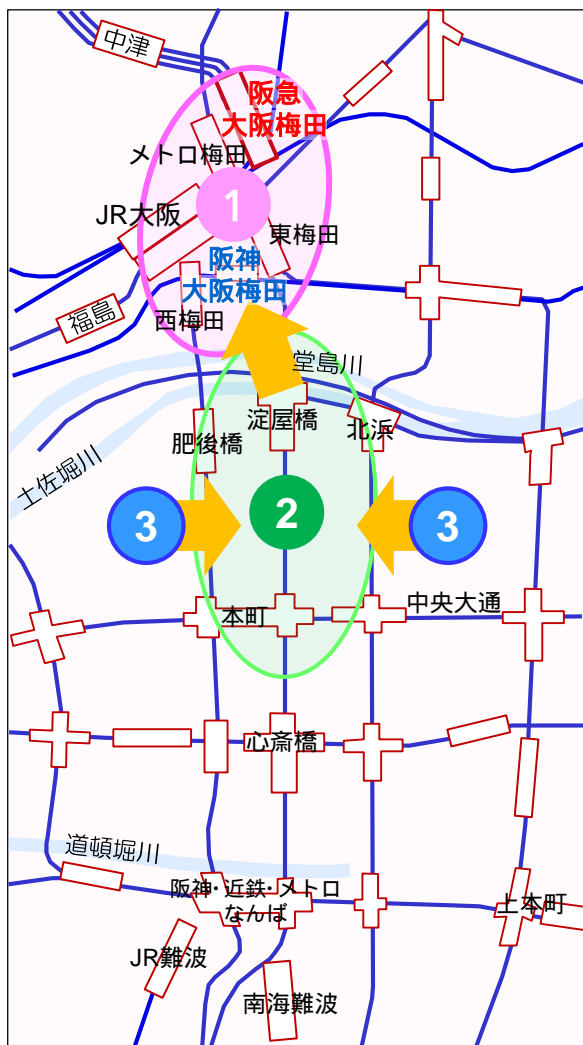 中津
阪急
大阪梅田
メトロ梅田
1
JR大阪
東梅田
阪神
大阪梅田
西梅田
福島
堂島川
淀屋橋
北浜
肥後橋
土佐堀川
3
2
3
中央大通
本町
心斎橋
道頓堀川
阪神・近鉄・メトロ
なんば
上本町
JR難波
南海難波